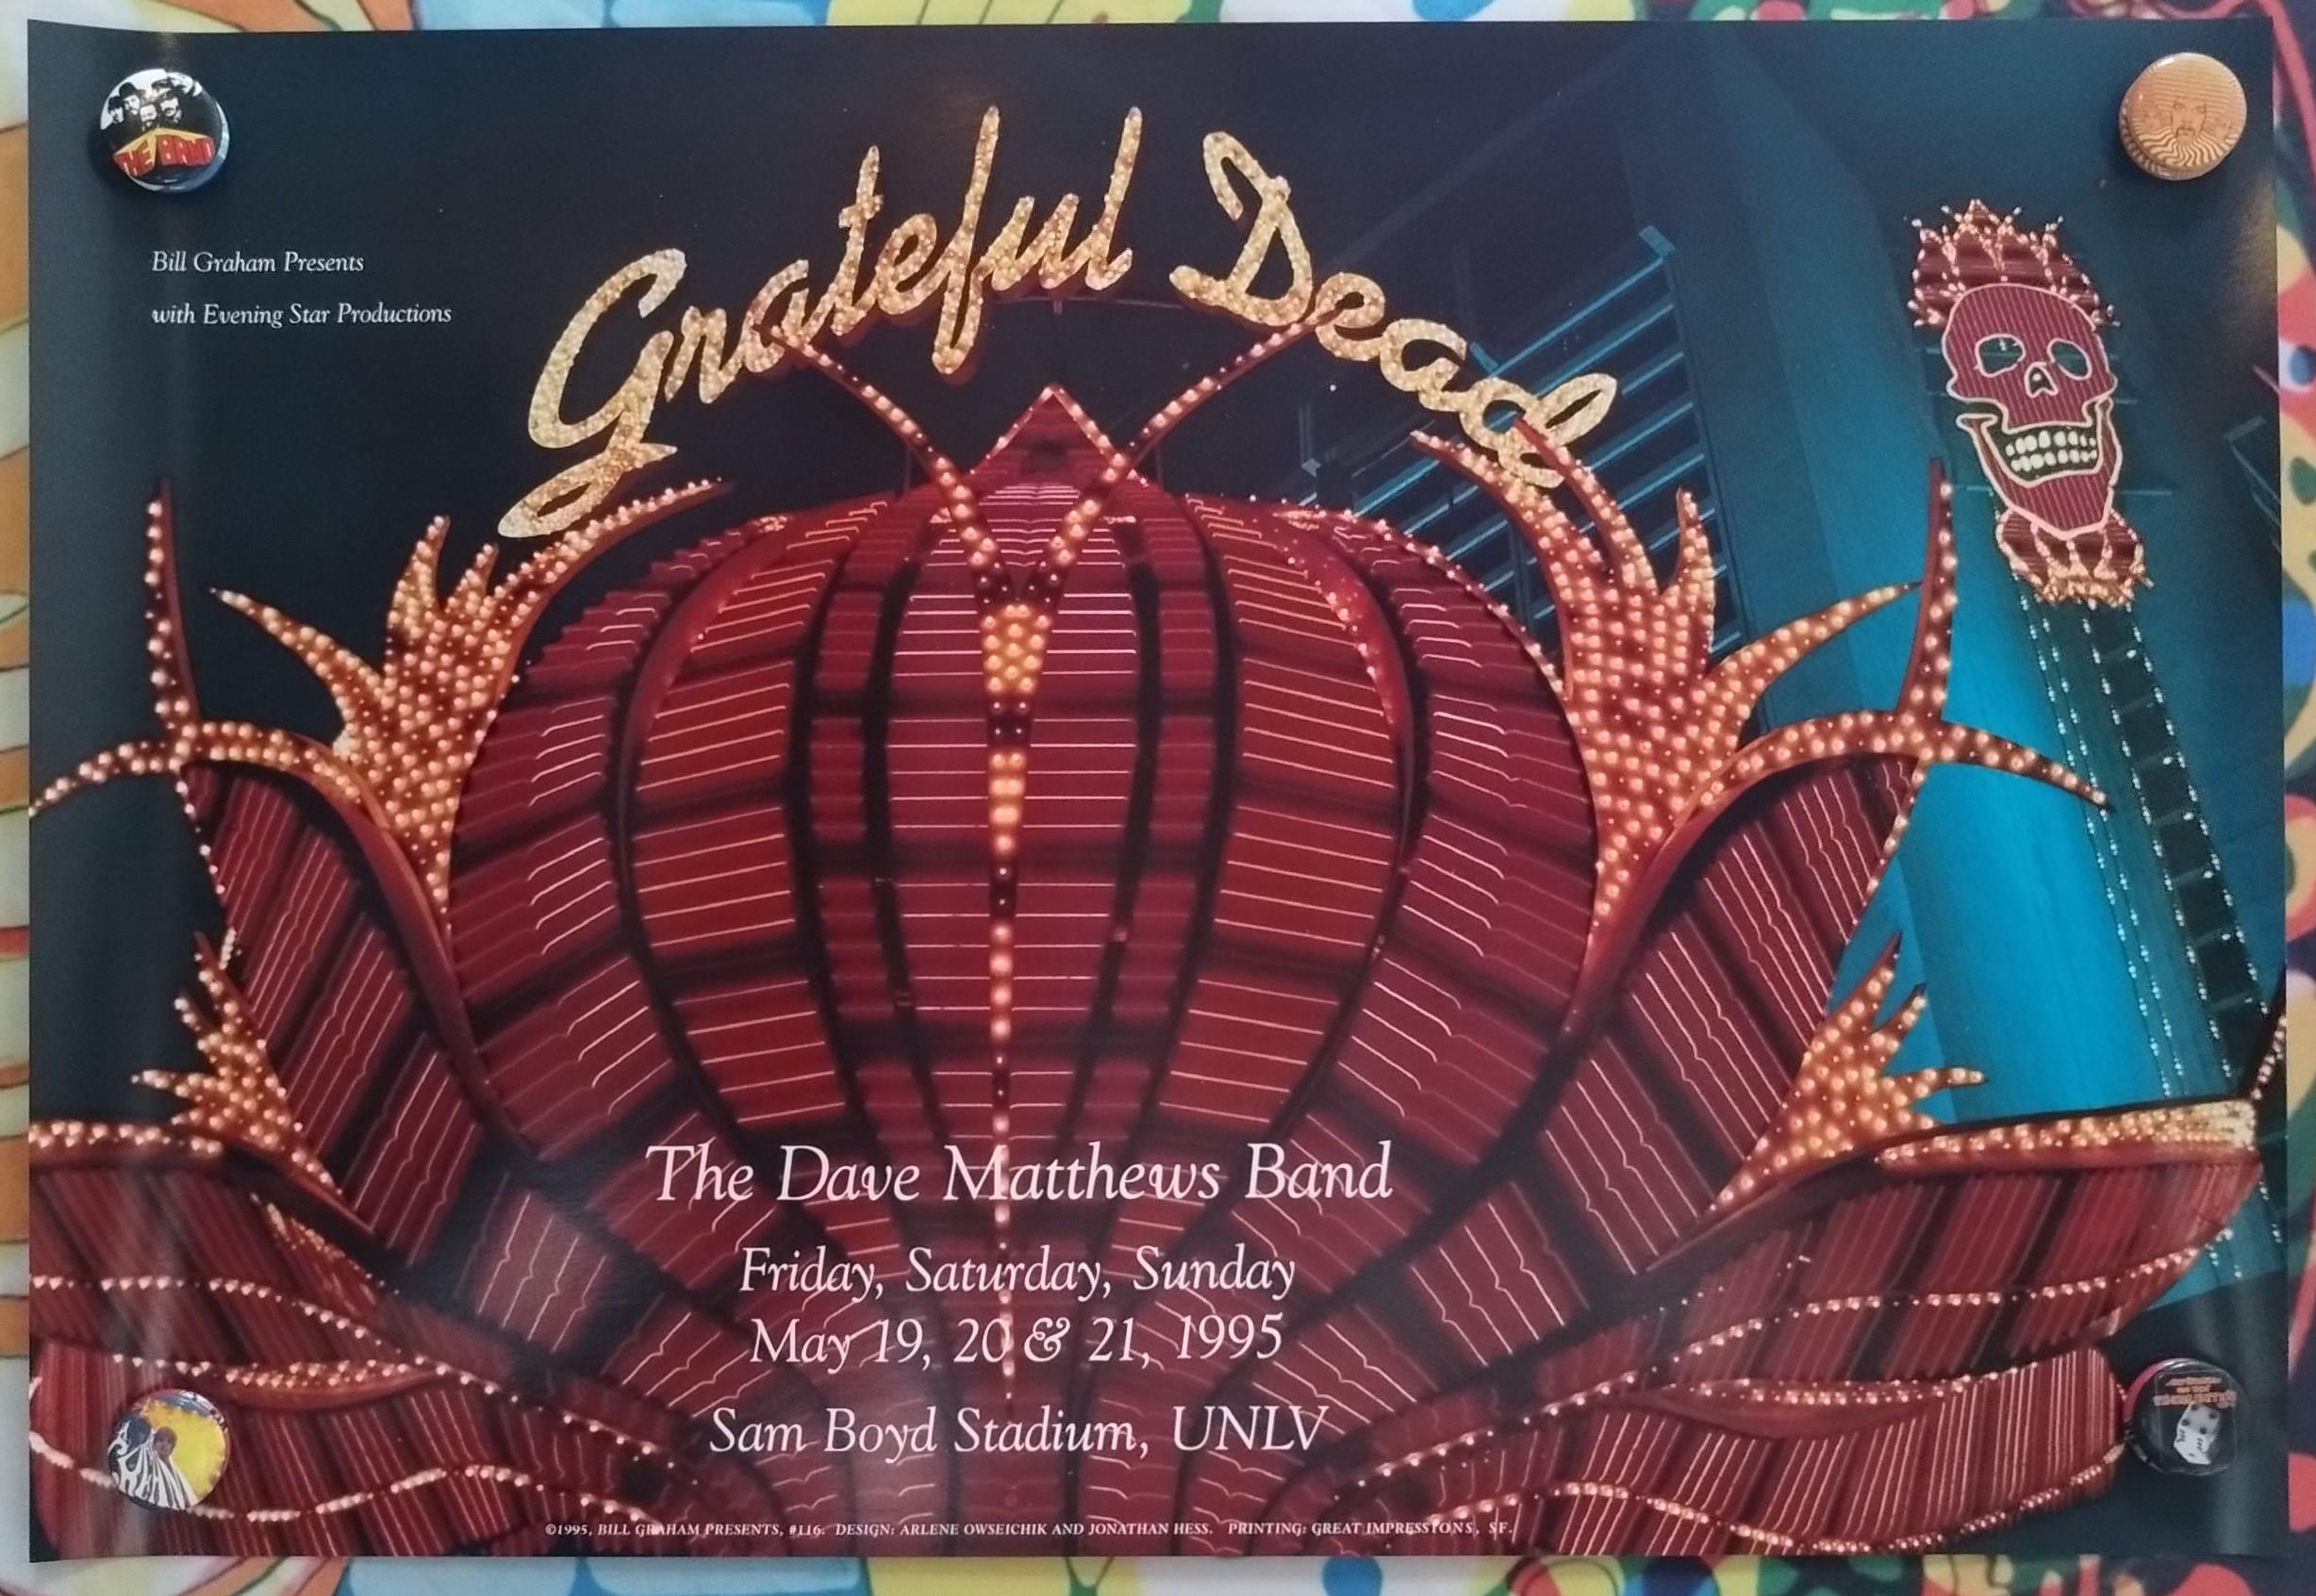 THE BAND
Bill Graham Presents
with Evening Star Productions
Grateful Dead
The Dave Matthews Band
Friday, Saturday, Sunday
May 19, 20 & 21, 1995
Sam Boyd Stadium, UNLV
©1995, BILL GRAHAM PRESENTS, #116. DESIGN: ARLENE OWSEICHIK AND JONATHAN HESS. PRINTING: GREAT IMPRESSIONS, SF.